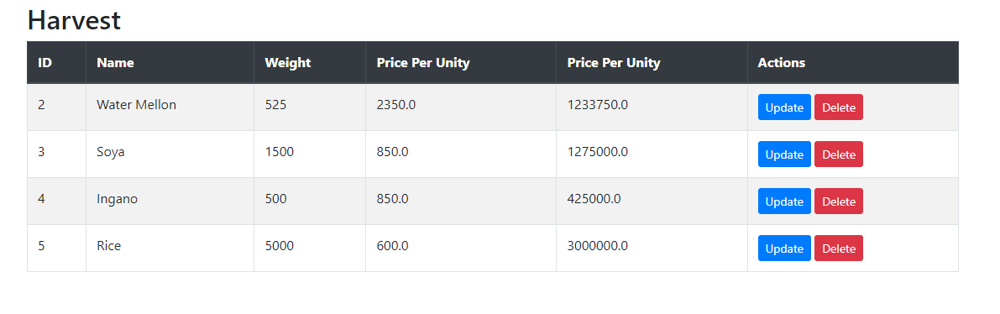 Harvest
ID Name Weight Price Per Unity Price Per Unity Actions
2 Water Mellon 525 2350.0 1233750.0 Update Delete
3 Soya 1500 850.0 1275000.0 Update Delete
4 Ingano 500 850.0 425000.0 Update Delete
5 Rice 5000 600.0 3000000.0 Update Delete